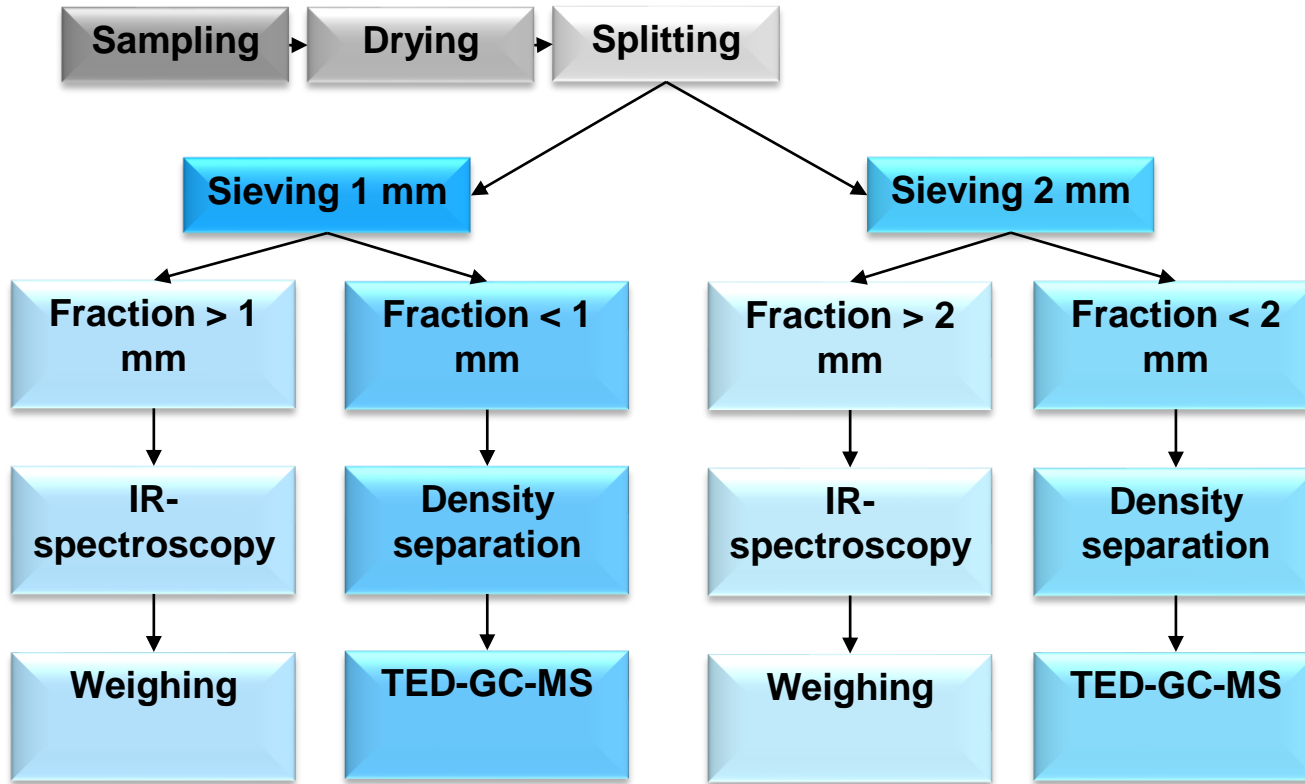 Sampling
Drying
Splitting
Sieving 1 mm
Sieving 2 mm
Fraction > 1
mm
Fraction < 1
mm
Fraction > 2
mm
Fraction < 2
mm
IR-
spectroscopy
Density
separation
IR-
spectroscopy
Density
separation
Weighing
TED-GC-MS
Weighing
TED-GC-MS